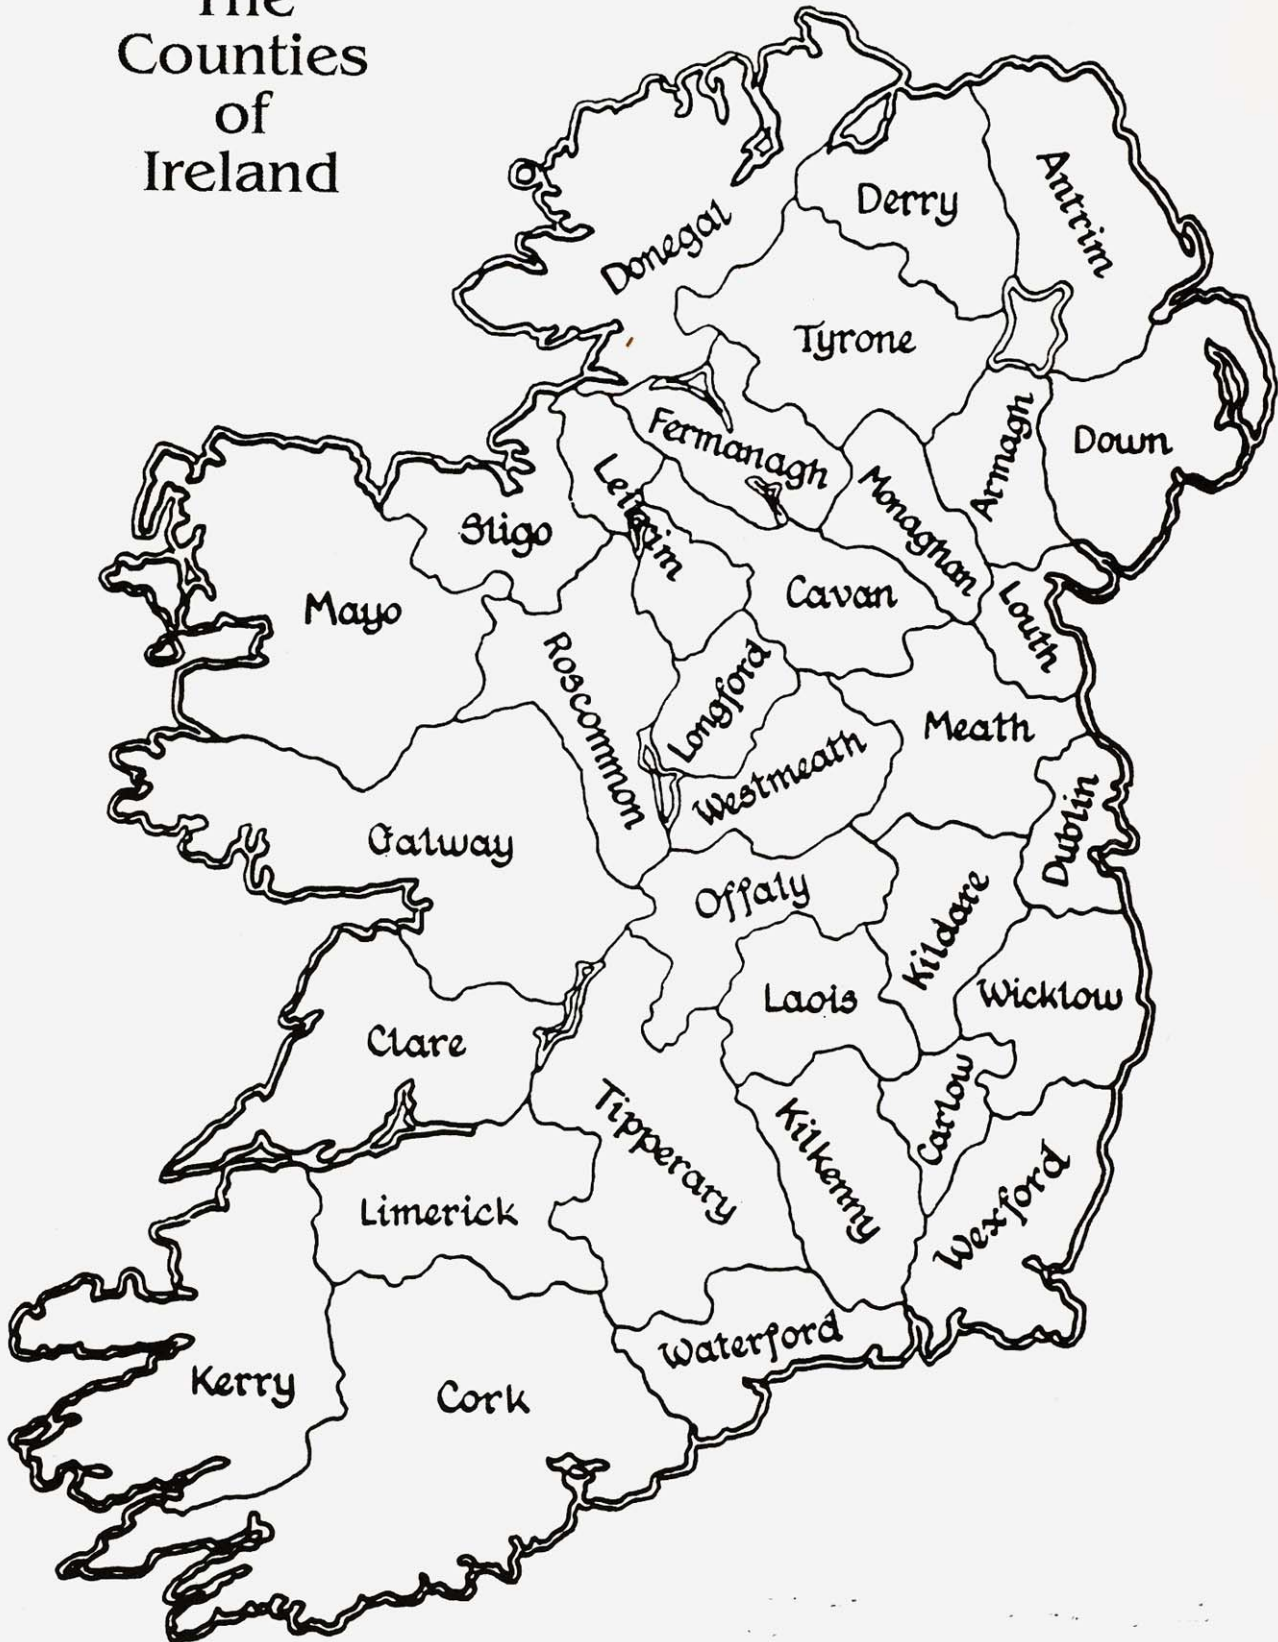 The
Counties
of
Ireland
Derry
Antrim
Donegal
Tyrone
Fermanagh
Armagh
Down
Leitrim
Monaghan
Sligo
Cavan
Mayo
Louth
Roscommon
Longford
Meath
Westmeath
Dublin
Galway
Offaly
Kildare
Laois
Wicklow
Clare
Carlow
Tipperary
Kilkenny
Limerick
Wexford
Waterford
Kerry
Cork